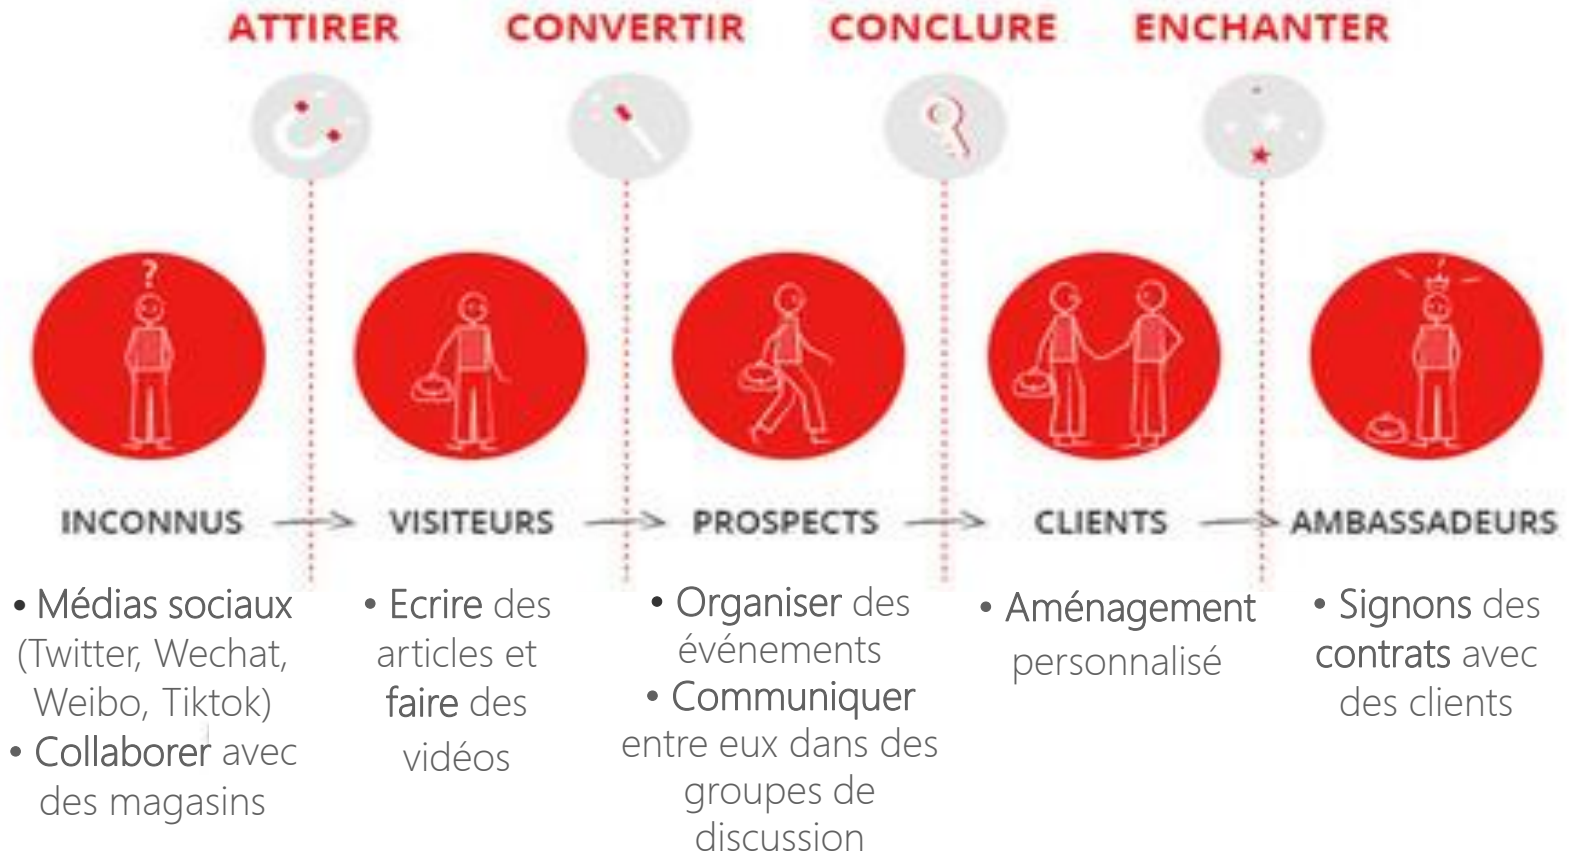 ATTIRER
CONVERTIR
CONCLURE
ENCHANTER
?
INCONNUS
VISITEURS
PROSPECTS
CLIENTS
AMBASSADEURS
• Médias sociaux
(Twitter, Wechat,
Weibo, Tiktok)
• Collaborer avec
des magasins
• Ecrire des
articles et
faire des
vidéos
• Organiser des
événements
• Communiquer
entre eux dans des
groupes de
discussion
• Aménagement
personnalisé
• Signons des
contrats avec
des clients